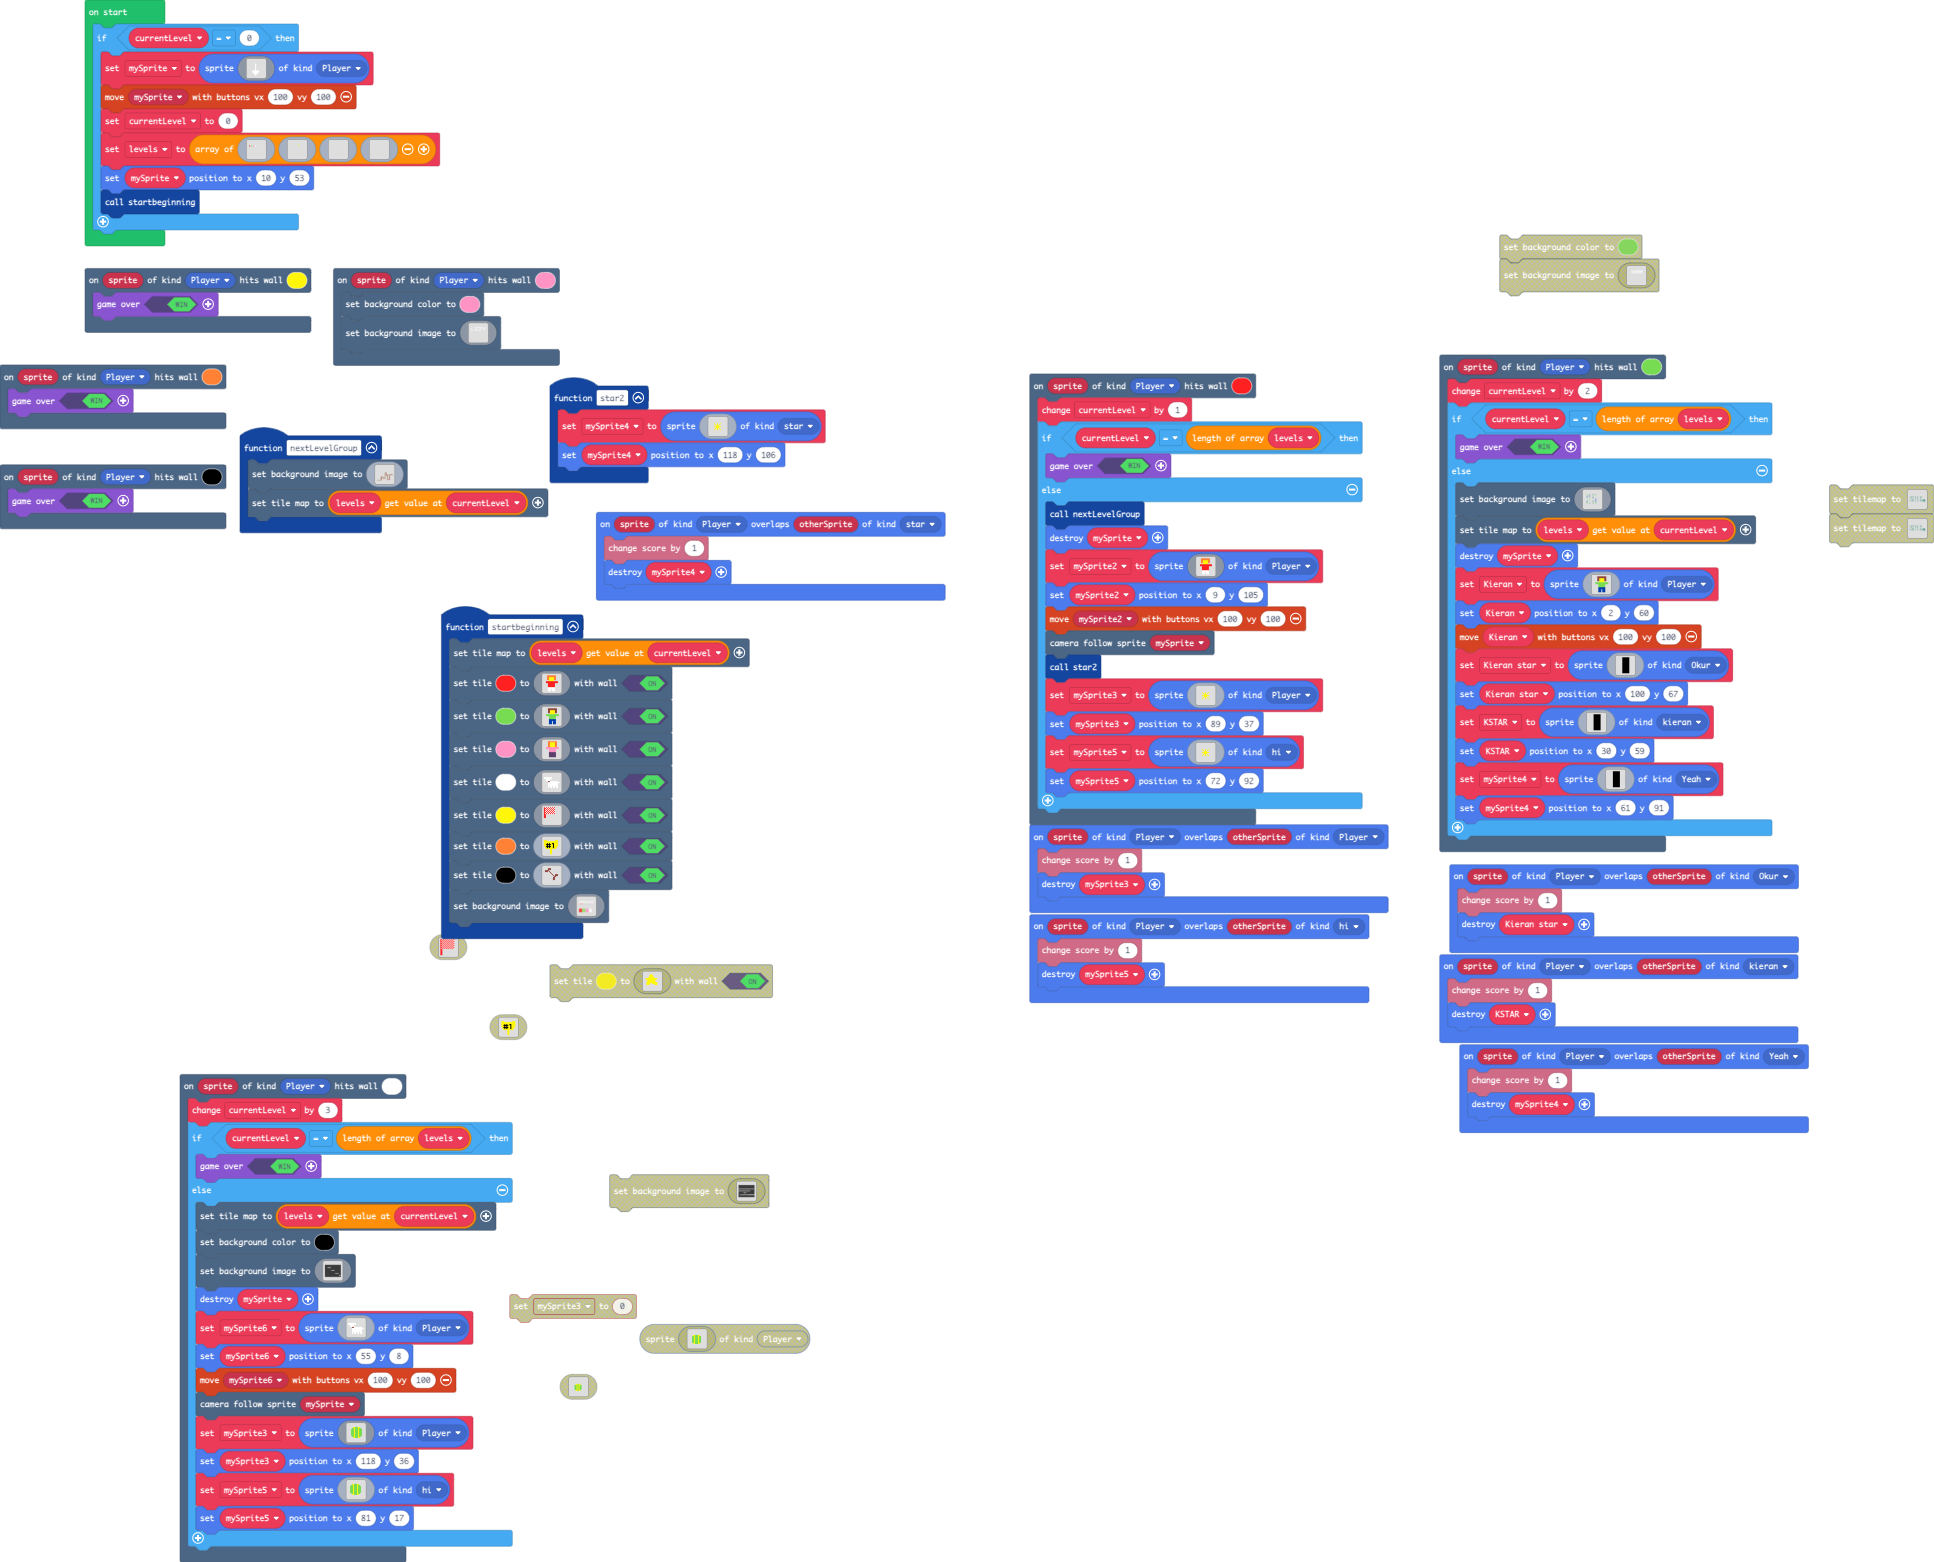 on start
if currentLevel = 0 then
set mySprite to sprite of kind Player
move mySprite with buttons vx 100 vy 100
set currentLevel to 0
set levels to array of
set mySprite position to x 10 y 53
call startbeginning
on sprite of kind Player hits wall
game over WIN
on sprite of kind Player hits wall
set background color to
set background image to
on sprite of kind Player hits wall
game over WIN
on sprite of kind Player hits wall
game over WIN
function nextLevelGroup
set background image to
set tile map to levels get value at currentLevel
function star2
set mySprite4 to sprite of kind star
set mySprite4 position to x 118 y 106
on sprite of kind Player overlaps otherSprite of kind star
change score by 1
destroy mySprite4
function startbeginning
set tile map to levels get value at currentLevel
set tile to with wall ON
set tile to with wall ON
set tile to with wall ON
set tile to with wall ON
set tile to with wall ON
set tile to #1 with wall ON
set tile to with wall ON
set background image to
set tile to with wall ON
#1
on sprite of kind Player hits wall
change currentLevel by 3
if currentLevel = length of array levels then
game over WIN
else
set tile map to levels get value at currentLevel
set background color to
set background image to
destroy mySprite
set mySprite6 to sprite of kind Player
set mySprite6 position to x 55 y 8
move mySprite6 with buttons vx 100 vy 100
camera follow sprite mySprite
set mySprite3 to sprite of kind Player
set mySprite3 position to x 118 y 36
set mySprite5 to sprite of kind hi
set mySprite5 position to x 81 y 17
set background image to
set mySprite3 to 0
sprite of kind Player
on sprite of kind Player hits wall
change currentLevel by 1
if currentLevel = length of array levels then
game over WIN
else
call nextLevelGroup
destroy mySprite
set mySprite2 to sprite of kind Player
set mySprite2 position to x 9 y 105
move mySprite2 with buttons vx 100 vy 100
camera follow sprite mySprite
call star2
set mySprite3 to sprite of kind Player
set mySprite3 position to x 89 y 37
set mySprite5 to sprite of kind hi
set mySprite5 position to x 72 y 92
on sprite of kind Player overlaps otherSprite of kind Player
change score by 1
destroy mySprite3
on sprite of kind Player overlaps otherSprite of kind hi
change score by 1
destroy mySprite5
set background color to
set background image to
on sprite of kind Player hits wall
change currentLevel by 2
if currentLevel = length of array levels then
game over WIN
else
set background image to
set tile map to levels get value at currentLevel
destroy mySprite
set Kieran to sprite of kind Player
set Kieran position to x 2 y 60
move Kieran with buttons vx 100 vy 100
set Kieran star to sprite of kind Okur
set Kieran star position to x 100 y 67
set KSTAR to sprite of kind kieran
set KSTAR position to x 30 y 59
set mySprite4 to sprite of kind Yeah
set mySprite4 position to x 61 y 91
on sprite of kind Player overlaps otherSprite of kind Okur
change score by 1
destroy Kieran star
on sprite of kind Player overlaps otherSprite of kind kieran
change score by 1
destroy KSTAR
on sprite of kind Player overlaps otherSprite of kind Yeah
change score by 1
destroy mySprite4
set tilemap to
set tilemap to